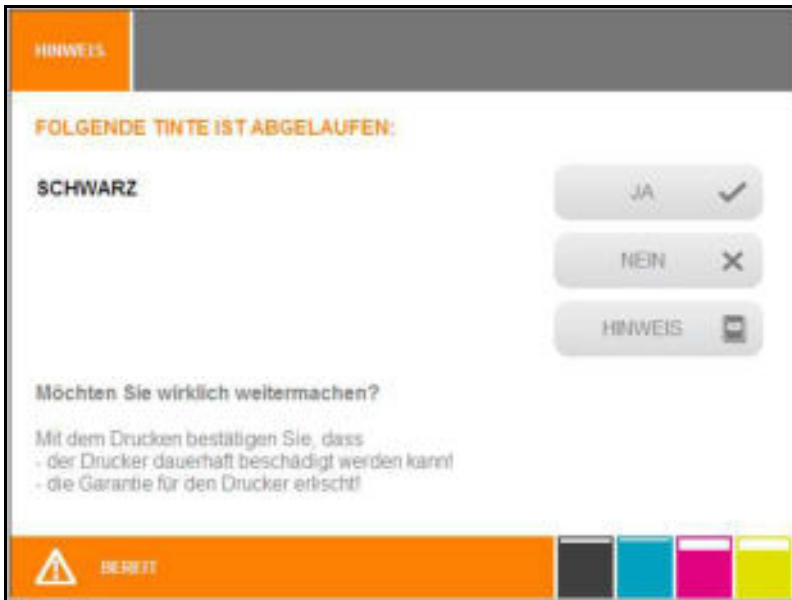 HINWEIS
FOLGENDE TINTE IST ABGELAUFEN:
SCHWARZ
JA
NEIN
HINWEIS
Möchten Sie wirklich weitermachen?
Mit dem Drucken bestätigen Sie, dass
- der Drucker dauerhaft beschädigt werden kann!
- die Garantie für den Drucker erlischt!
BEREIT